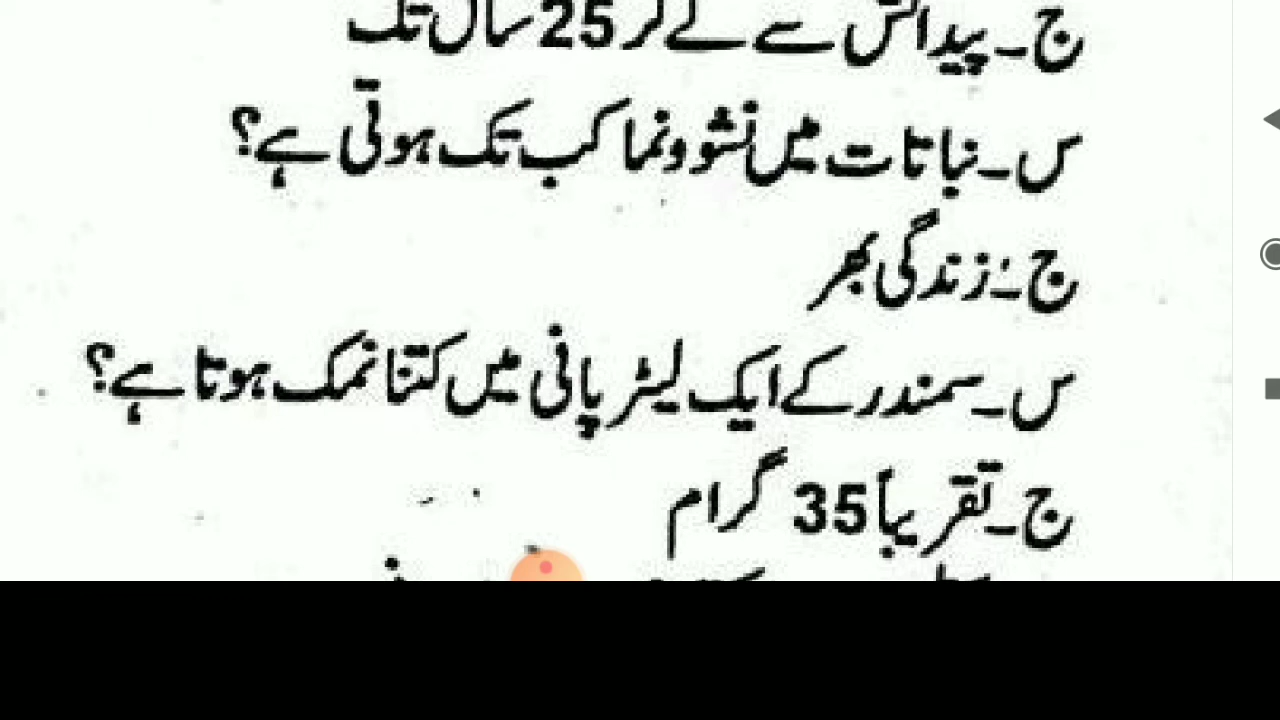 ج۔ پیدائش سے لے کر 25 سال تک
س۔ نباتات میں نشوونما کب تک ہوتی ہے؟
ج۔ زندگی بھر
س۔ سمندر کے ایک لیٹر پانی میں کتنا نمک ہوتا ہے؟
ج۔ تقریباً 35 گرام